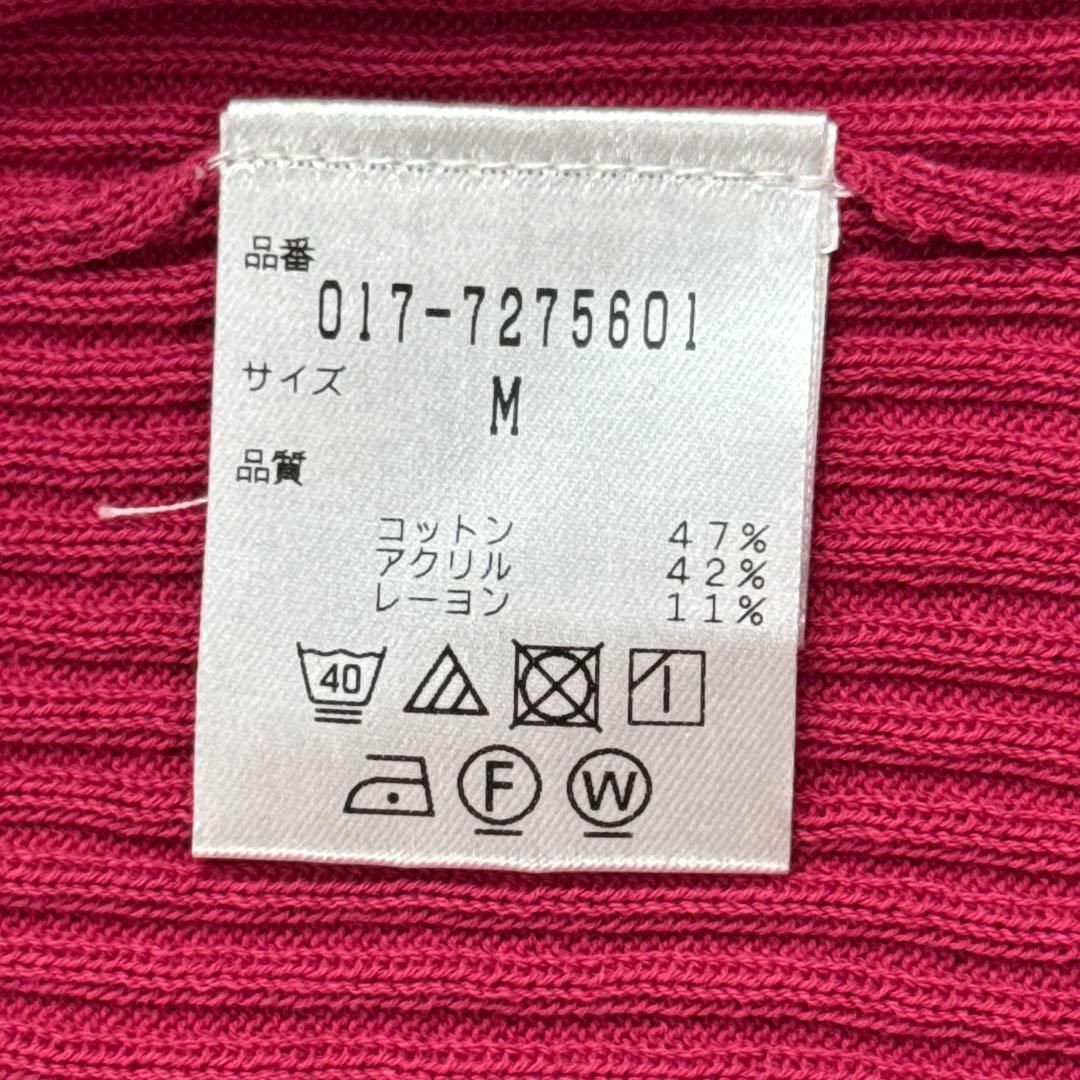 品番
017-7275601
サイズ
M
品質
コットン 47%
アクリル 42%
レーヨン 11%
40
F W